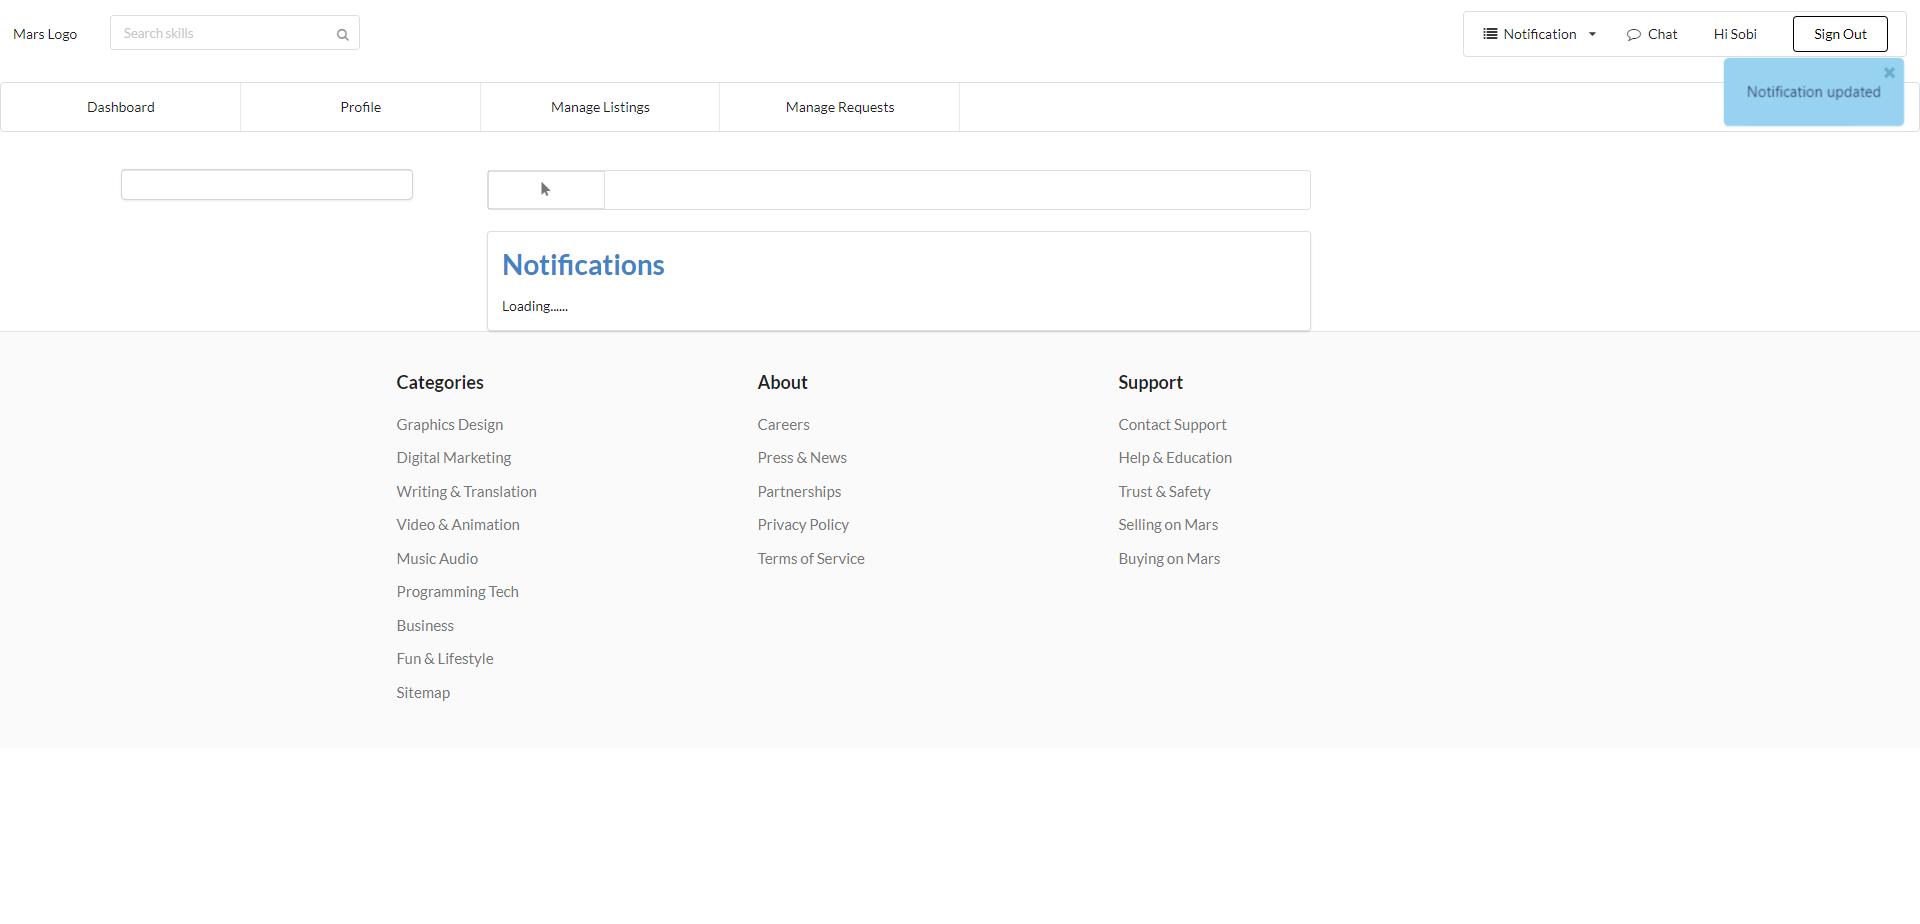 Mars Logo
Search skills
Notification
Chat
Hi Sobi
Sign Out
Notification updated
Dashboard
Profile
Manage Listings
Manage Requests
Notifications
Loading......
Categories
Graphics Design
Digital Marketing
Writing & Translation
Video & Animation
Music Audio
Programming Tech
Business
Fun & Lifestyle
Sitemap
About
Careers
Press & News
Partnerships
Privacy Policy
Terms of Service
Support
Contact Support
Help & Education
Trust & Safety
Selling on Mars
Buying on Mars